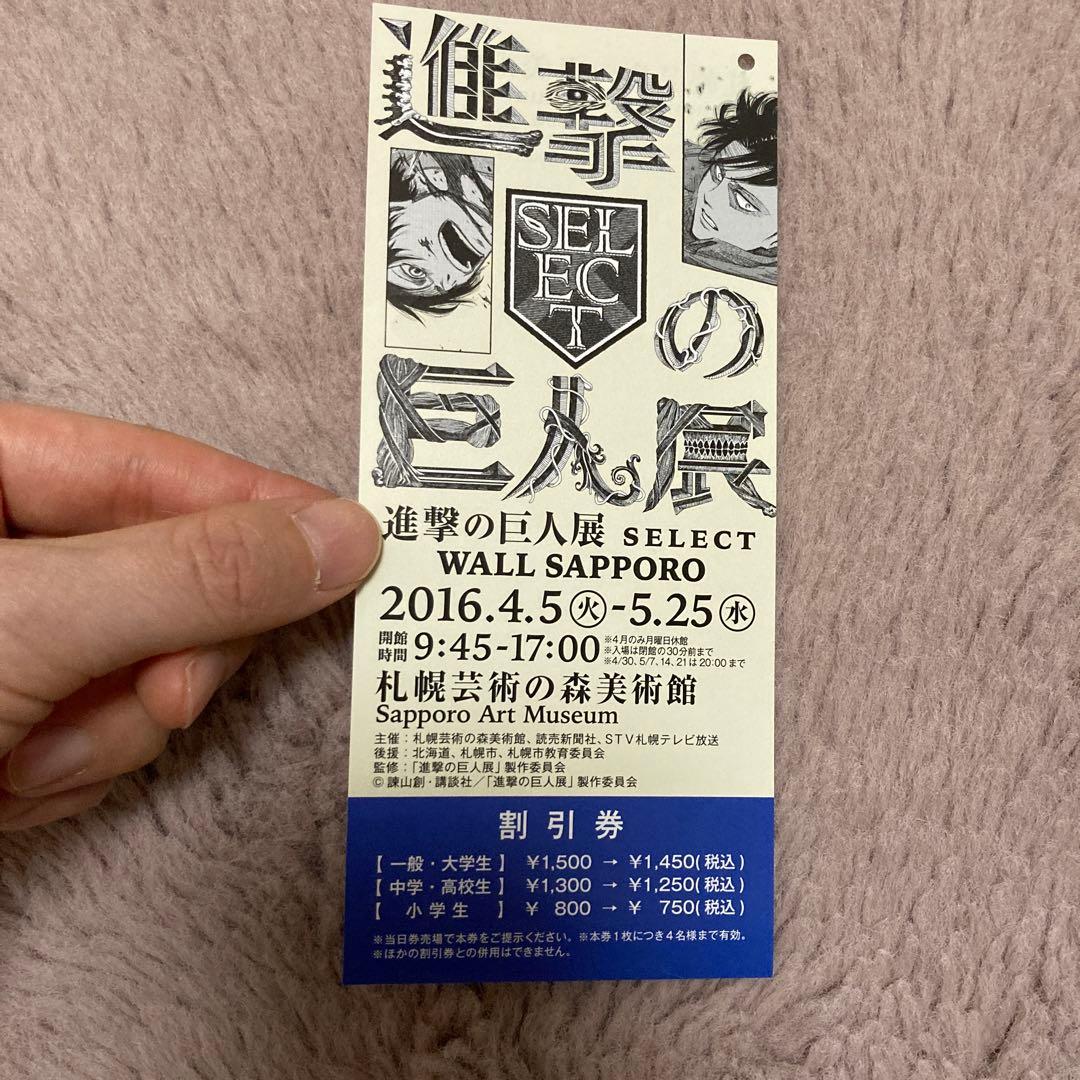 進撃
SEL
ECT
の
巨人展
進撃の巨人展 SELECT
WALL SAPPORO
2016.4.5㊋-5.25㊌
開館時間 9:45-17:00
※4月のみ月曜日休館
※入場は閉館の30分前まで
※4/30、5/7、14、21は20:00まで
札幌芸術の森美術館
Sapporo Art Museum
主催：札幌芸術の森美術館、読売新聞社、STV札幌テレビ放送
後援：北海道、札幌市、札幌市教育委員会
監修：「進撃の巨人展」製作委員会
© 諫山創・講談社／「進撃の巨人展」製作委員会
割引券
【 一般・大学生 】 ¥1,500 → ¥1,450(税込)
【 中学・高校生 】 ¥1,300 → ¥1,250(税込)
【 小学生 】 ¥ 800 → ¥ 750(税込)
※当日券売場で本券をご提示ください。※本券1枚につき4名様まで有効。
※ほかの割引券との併用はできません。